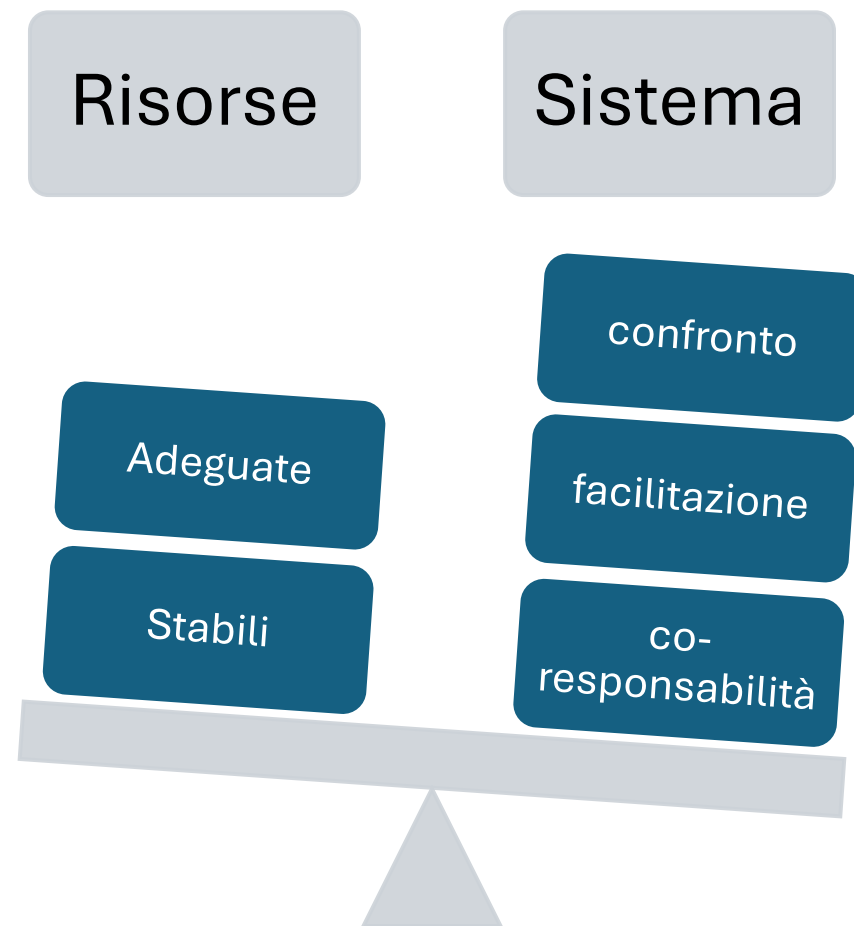 Risorse
Sistema
Adeguate
Stabili
confronto
facilitazione
co-
responsabilità